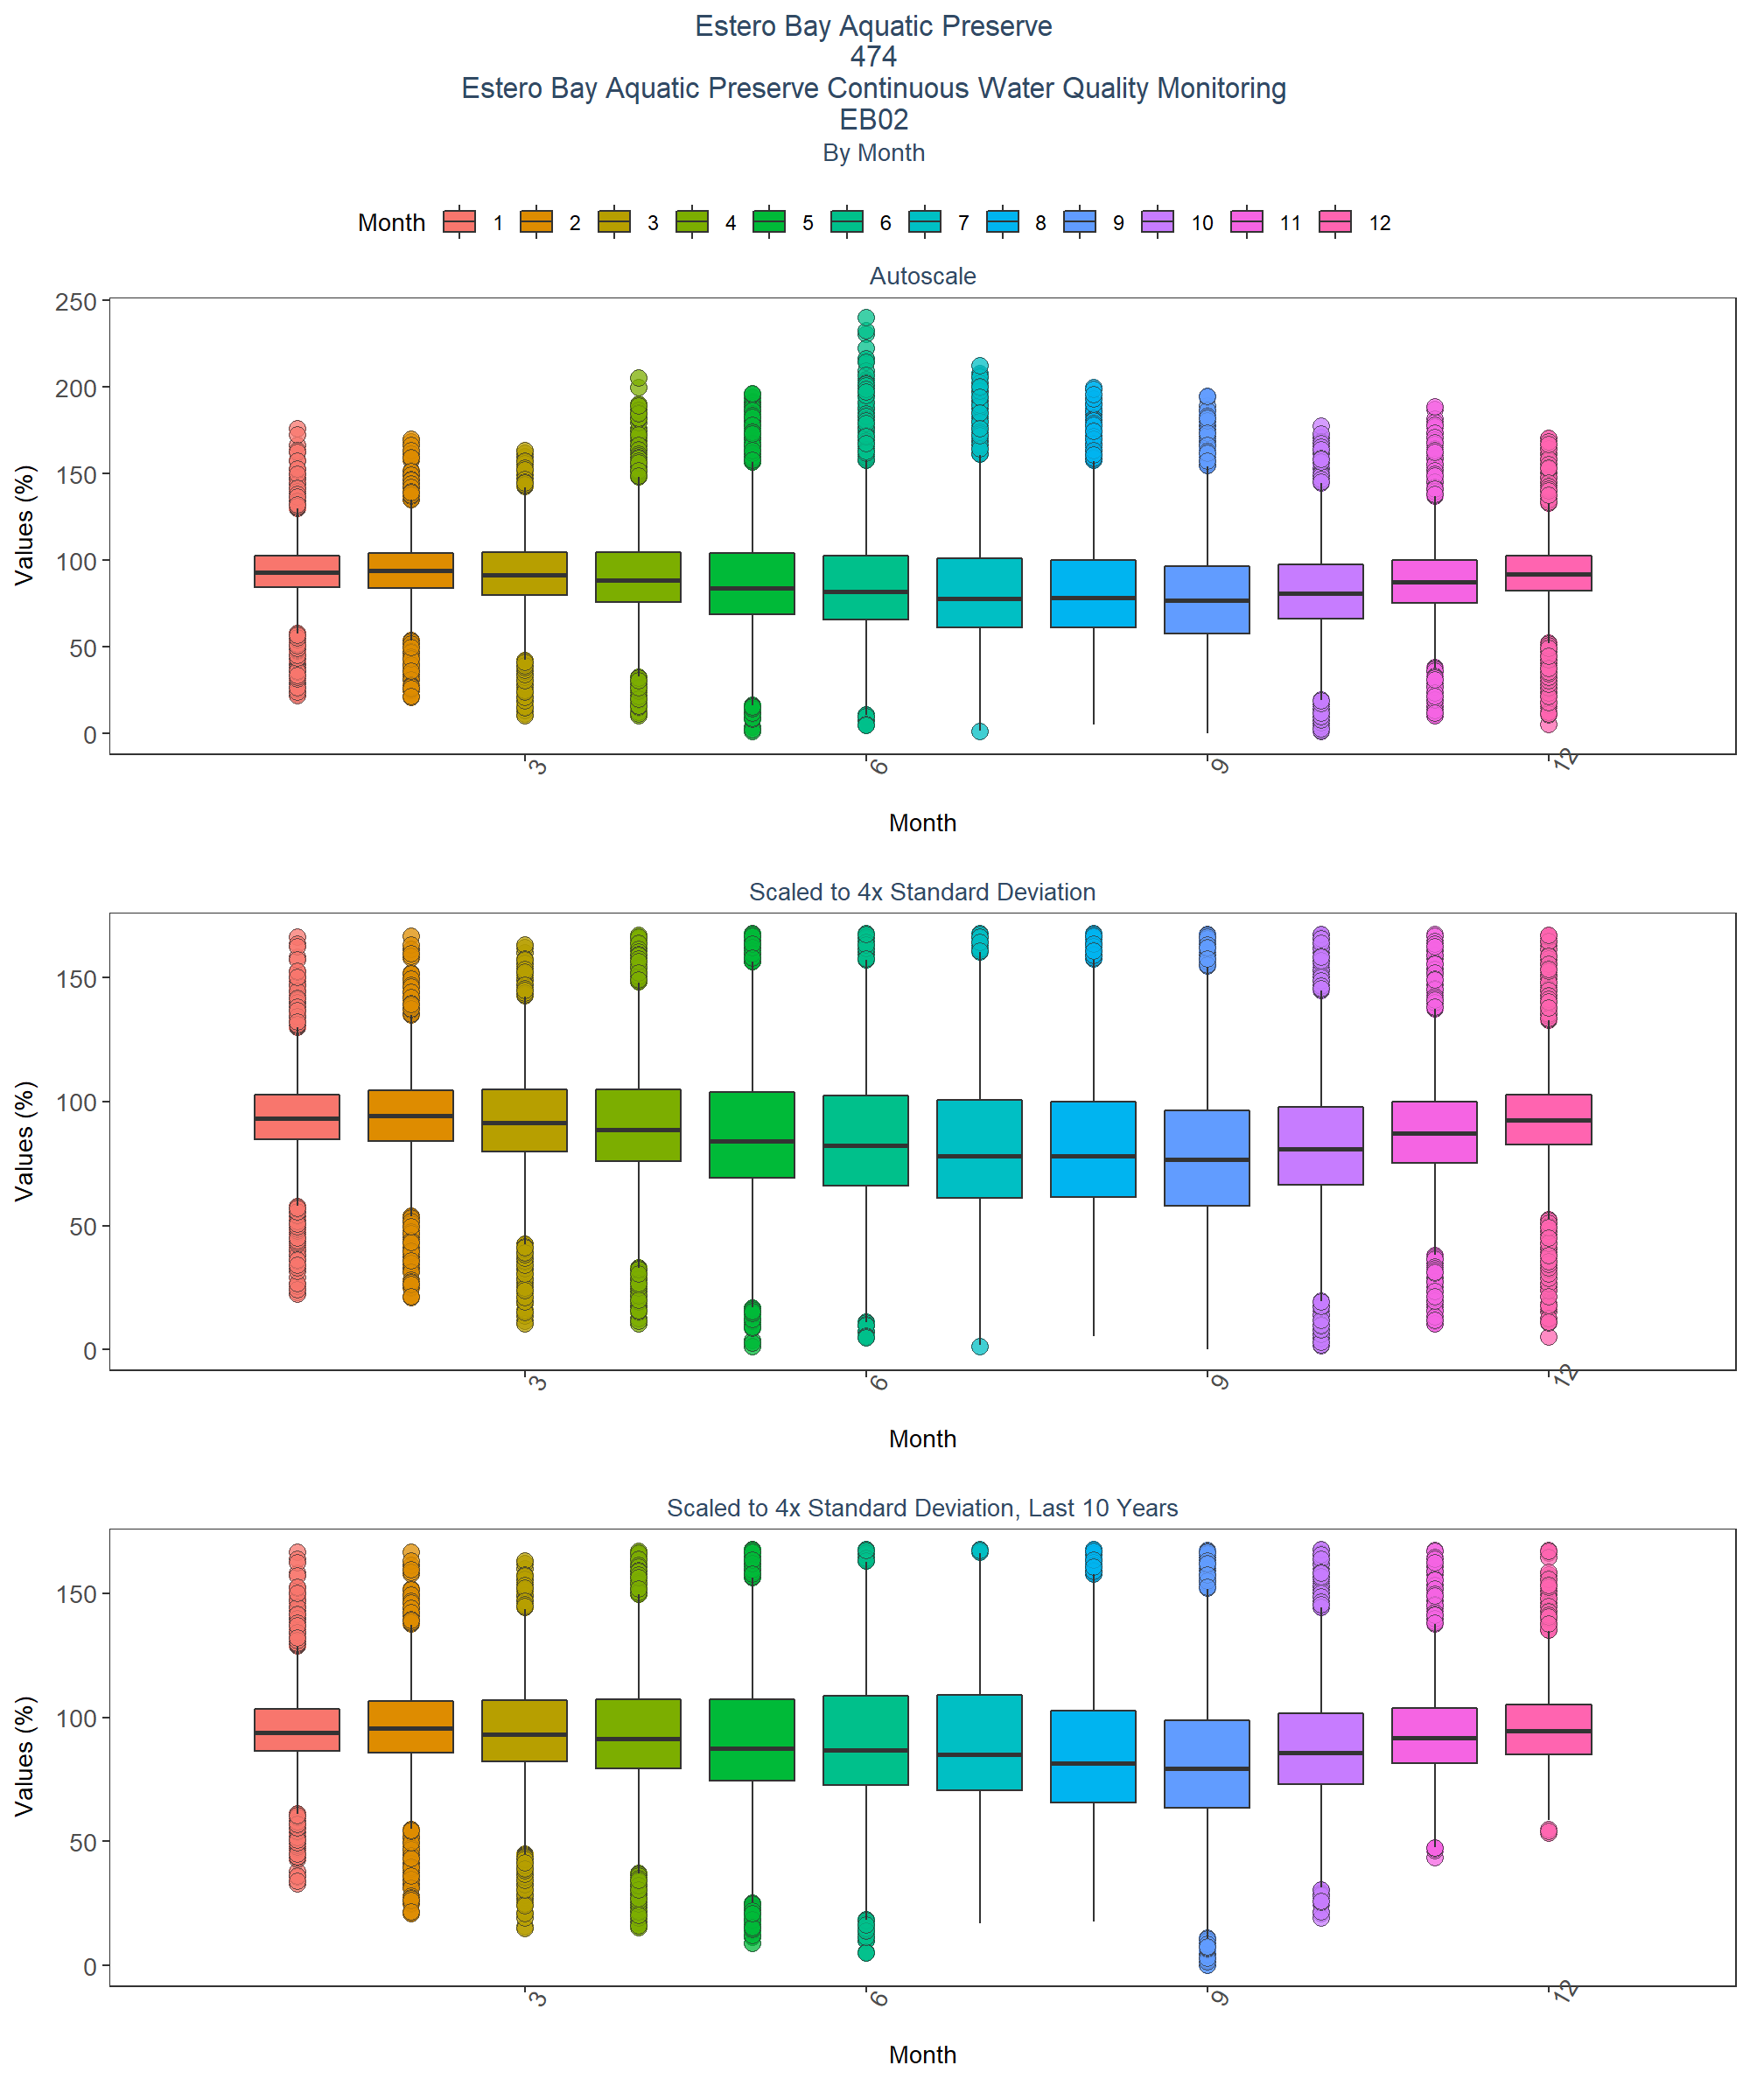 Estero Bay Aquatic Preserve
474
Estero Bay Aquatic Preserve Continuous Water Quality Monitoring
EB02
By Month
Month 1 2 3 4 5 6 7 8 9 10 11 12
Autoscale
Values (%)
250
200
150
100
50
0
3 6 9 12
Month
Scaled to 4x Standard Deviation
Values (%)
150
100
50
0
3 6 9 12
Month
Scaled to 4x Standard Deviation, Last 10 Years
Values (%)
150
100
50
0
3 6 9 12
Month